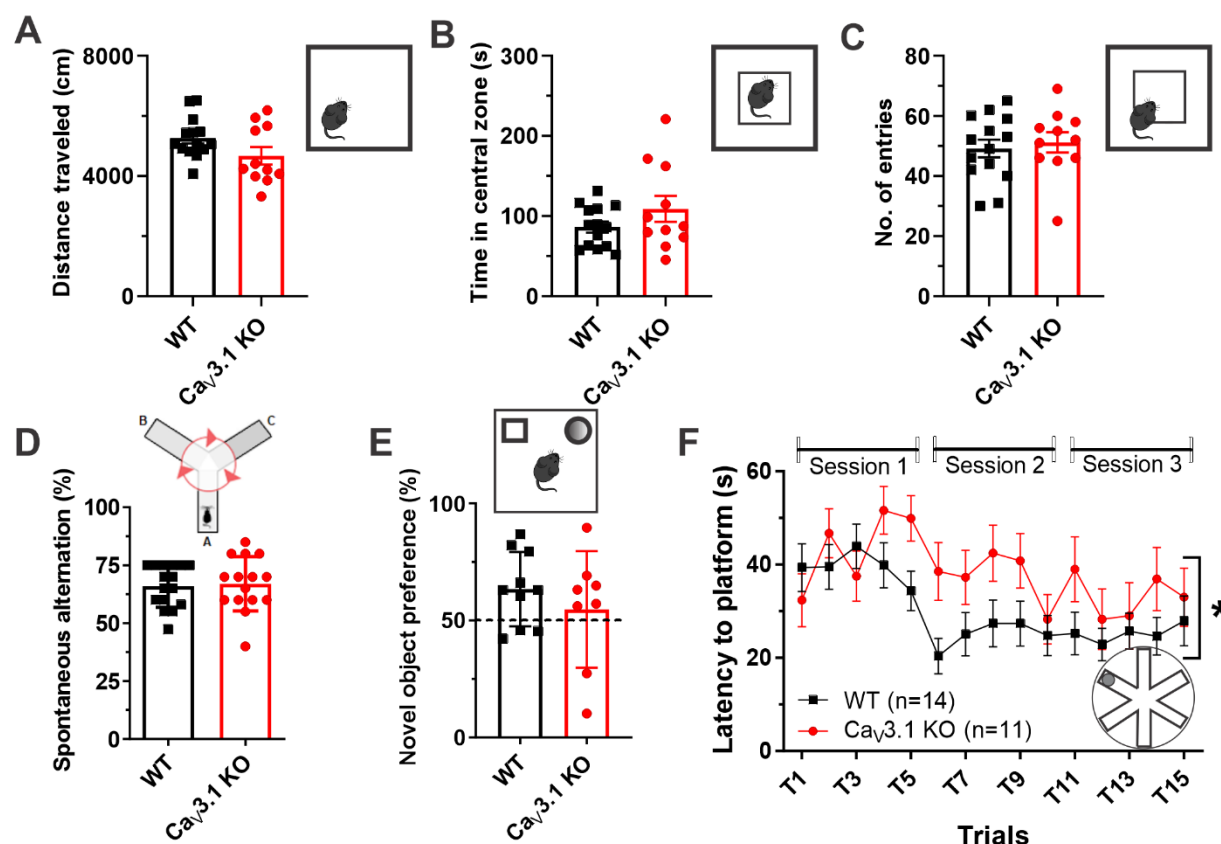 A
Distance traveled (cm)
8000
4000
0
WT
CaV3.1 KO
B
Time in central zone (s)
300
200
100
0
WT
CaV3.1 KO
C
No. of entries
80
60
40
20
0
WT
CaV3.1 KO
D
Spontaneous alternation (%)
100
75
50
25
0
B
C
A
WT
CaV3.1 KO
E
Novel object preference (%)
100
50
0
WT
CaV3.1 KO
F
Session 1
Session 2
Session 3
Latency to platform (s)
60
40
20
0
*
WT (n=14)
CaV3.1 KO (n=11)
T1
T3
T5
T7
T9
T11
T13
T15
Trials